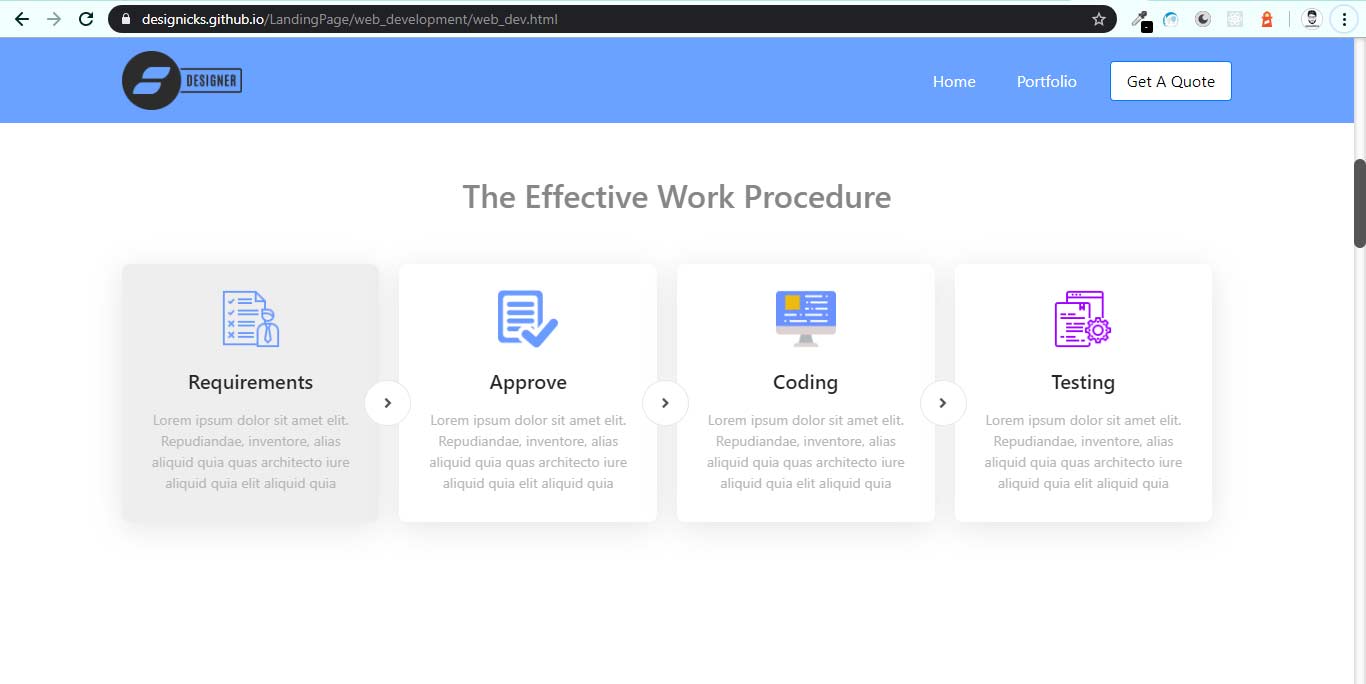 designicks.github.io/LandingPage/web_development/web_dev.html
DESIGNER
Home
Portfolio
Get A Quote
The Effective Work Procedure
Requirements
Lorem ipsum dolor sit amet elit.
Repudiandae, inventore, alias
aliquid quia quas architecto iure
aliquid quia elit aliquid quia
Approve
Lorem ipsum dolor sit amet elit.
Repudiandae, inventore, alias
aliquid quia quas architecto iure
aliquid quia elit aliquid quia
Coding
Lorem ipsum dolor sit amet elit.
Repudiandae, inventore, alias
aliquid quia quas architecto iure
aliquid quia elit aliquid quia
Testing
Lorem ipsum dolor sit amet elit.
Repudiandae, inventore, alias
aliquid quia quas architecto iure
aliquid quia elit aliquid quia